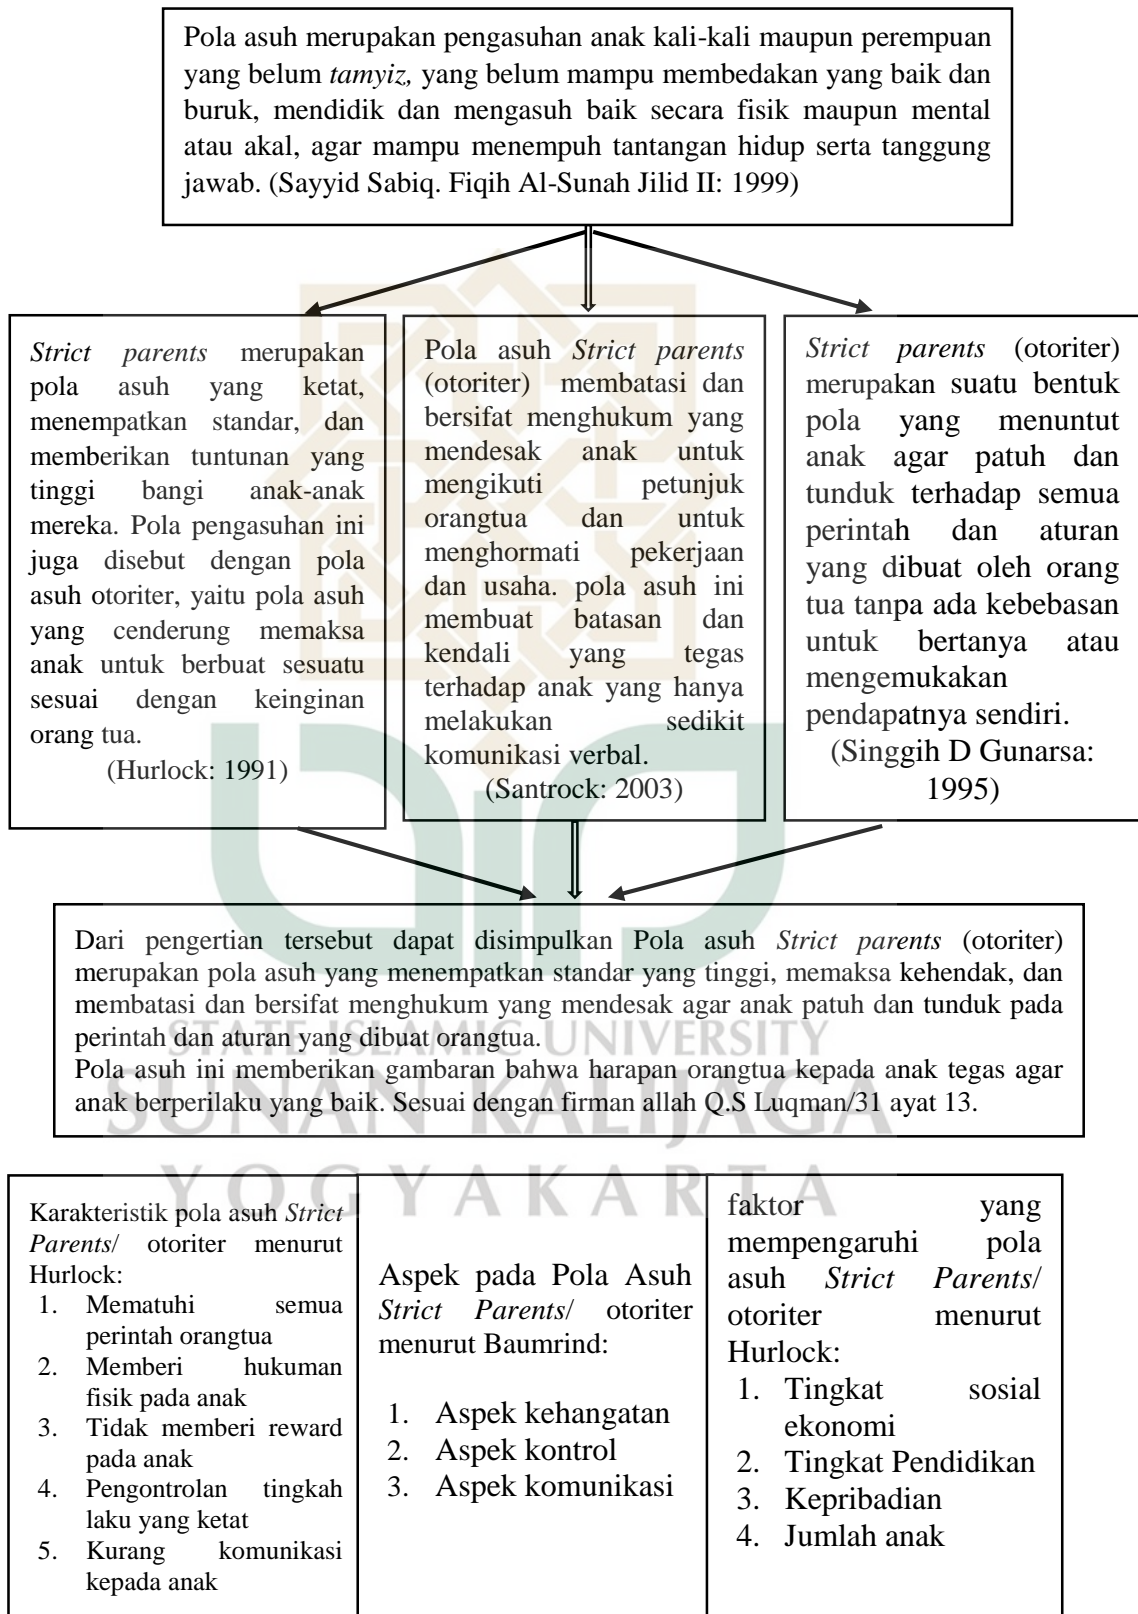 Pola asuh merupakan pengasuhan anak kali-kali maupun perempuan
yang belum tamyiz, yang belum mampu membedakan yang baik dan
buruk, mendidik dan mengasuh baik secara fisik maupun mental
atau akal, agar mampu menempuh tantangan hidup serta tanggung
jawab. (Sayyid Sabiq. Fiqih Al-Sunah Jilid II: 1999)
Strict parents merupakan
pola asuh yang ketat,
menempatkan standar, dan
memberikan tuntunan yang
tinggi bangi anak-anak
mereka. Pola pengasuhan ini
juga disebut dengan pola
asuh otoriter, yaitu pola asuh
yang cenderung memaksa
anak untuk berbuat sesuatu
sesuai dengan keinginan
orang tua.
(Hurlock: 1991)
Pola asuh Strict parents
(otoriter) membatasi dan
bersifat menghukum yang
mendesak anak untuk
mengikuti petunjuk
orangtua dan untuk
menghormati pekerjaan
dan usaha. pola asuh ini
membuat batasan dan
kendali yang tegas
terhadap anak yang hanya
melakukan sedikit
komunikasi verbal.
(Santrock: 2003)
Strict parents (otoriter)
merupakan suatu bentuk
pola yang menuntut
anak agar patuh dan
tunduk terhadap semua
perintah dan aturan
yang dibuat oleh orang
tua tanpa ada kebebasan
untuk bertanya atau
mengemukakan
pendapatnya sendiri.
(Singgih D Gunarsa:
1995)
Dari pengertian tersebut dapat disimpulkan Pola asuh Strict parents (otoriter)
merupakan pola asuh yang menempatkan standar yang tinggi, memaksa kehendak, dan
membatasi dan bersifat menghukum yang mendesak agar anak patuh dan tunduk pada
perintah dan aturan yang dibuat orangtua.
Pola asuh ini memberikan gambaran bahwa harapan orangtua kepada anak tegas agar
anak berperilaku yang baik. Sesuai dengan firman allah Q.S Luqman/31 ayat 13.
STATE ISLAMIC UNIVERSITY
SUNAN KALIJAGA
YOGYAKARTA
Karakteristik pola asuh Strict
Parents/ otoriter menurut
Hurlock:
1. Mematuhi semua
perintah orangtua
2. Memberi hukuman
fisik pada anak
3. Tidak memberi reward
pada anak
4. Pengontrolan tingkah
laku yang ketat
5. Kurang komunikasi
kepada anak
Aspek pada Pola Asuh
Strict Parents/ otoriter
menurut Baumrind:
1. Aspek kehangatan
2. Aspek kontrol
3. Aspek komunikasi
faktor yang
mempengaruhi pola
asuh Strict Parents/
otoriter menurut
Hurlock:
1. Tingkat sosial
ekonomi
2. Tingkat Pendidikan
3. Kepribadian
4. Jumlah anak